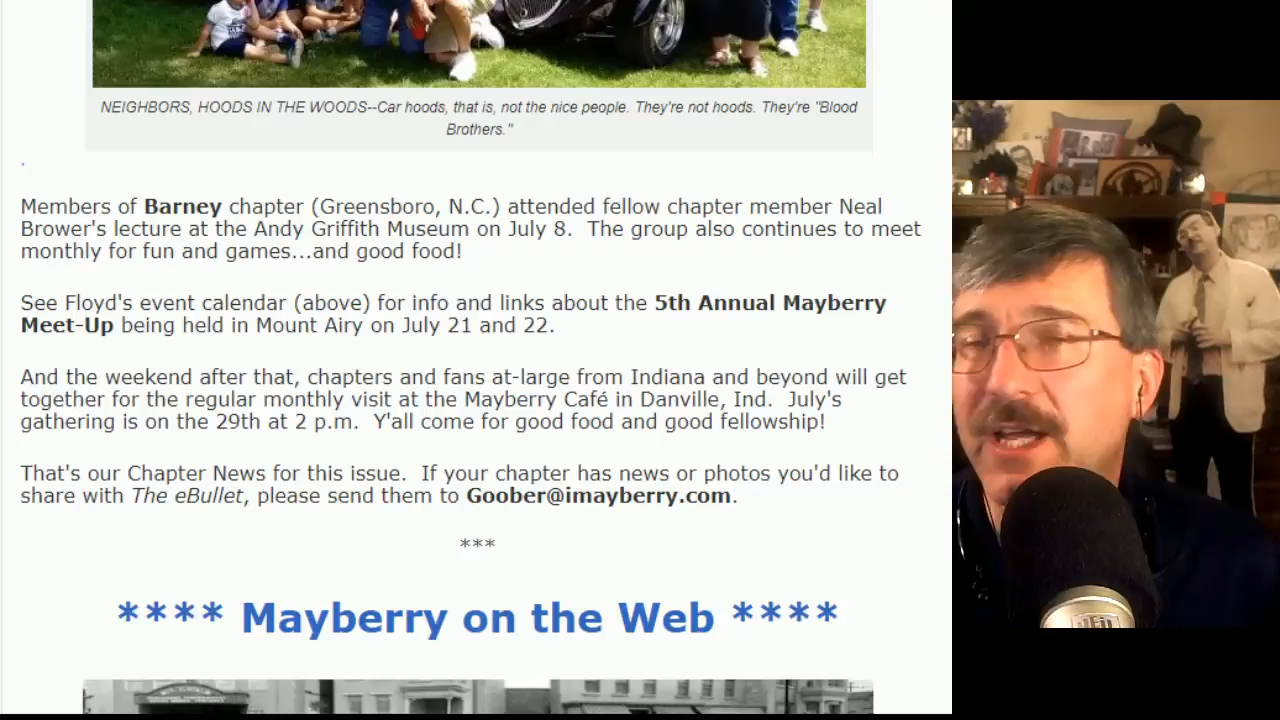 NEIGHBORS, HOODS IN THE WOODS--Car hoods, that is, not the nice people. They're not hoods. They're "Blood
Brothers."
.
Members of Barney chapter (Greensboro, N.C.) attended fellow chapter member Neal
Brower's lecture at the Andy Griffith Museum on July 8.  The group also continues to meet
monthly for fun and games...and good food!
See Floyd's event calendar (above) for info and links about the 5th Annual Mayberry
Meet-Up being held in Mount Airy on July 21 and 22.
And the weekend after that, chapters and fans at-large from Indiana and beyond will get
together for the regular monthly visit at the Mayberry Café in Danville, Ind.  July's
gathering is on the 29th at 2 p.m.  Y'all come for good food and good fellowship!
That's our Chapter News for this issue.  If your chapter has news or photos you'd like to
share with The eBullet, please send them to Goober@imayberry.com.
***
**** Mayberry on the Web ****